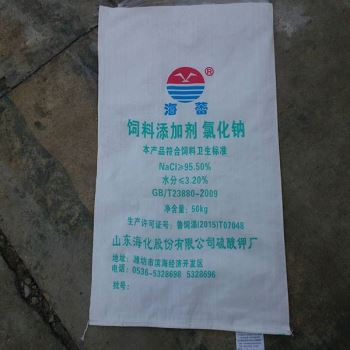 ®
海蕾
饲料添加剂 氯化钠
本产品符合饲料卫生标准
NaCl≥95.50%
水分≤3.20%
GB/T23880-2009
净含量: 50kg
生产许可证号: 鲁饲添(2015)T07048
山东海化股份有限公司硫酸钾厂
地址: 潍坊市滨海经济开发区
电话: 0536-5328698 5328696
批号: